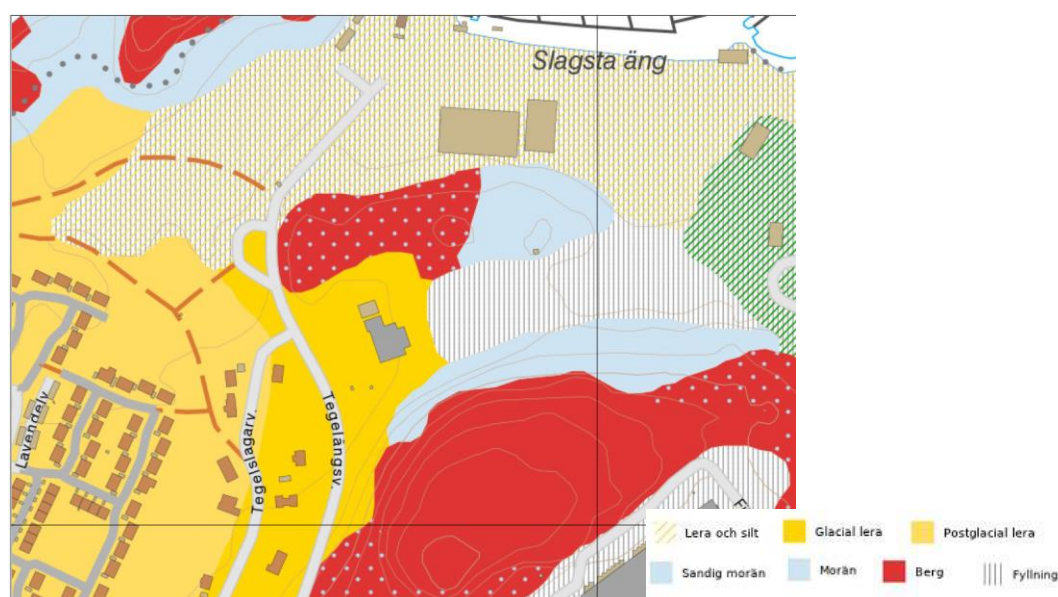 Slagsta äng
Lavendelv.
Tegelslagarv.
Tegelängsv.
Lera och silt
Glacial lera
Postglacial lera
Sandig morän
Morän
Berg
Fyllning